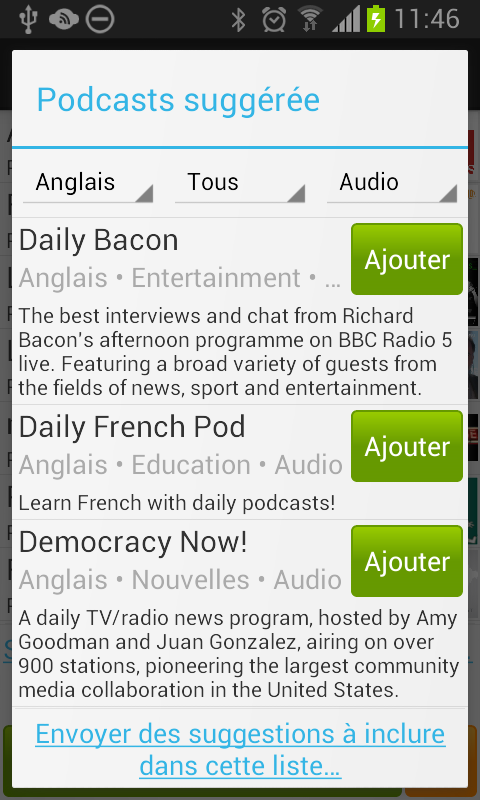 11:46
Podcasts suggérée
Anglais
Tous
Audio
Daily Bacon
Ajouter
Anglais • Entertainment • ...
The best interviews and chat from Richard
Bacon's afternoon programme on BBC Radio 5
live. Featuring a broad variety of guests from
the fields of news, sport and entertainment.
Daily French Pod
Ajouter
Anglais • Education • Audio
Learn French with daily podcasts!
Democracy Now!
Ajouter
Anglais • Nouvelles • Audio
A daily TV/radio news program, hosted by Amy
Goodman and Juan Gonzalez, airing on over
900 stations, pioneering the largest community
media collaboration in the United States.
Envoyer des suggestions à inclure
dans cette liste...